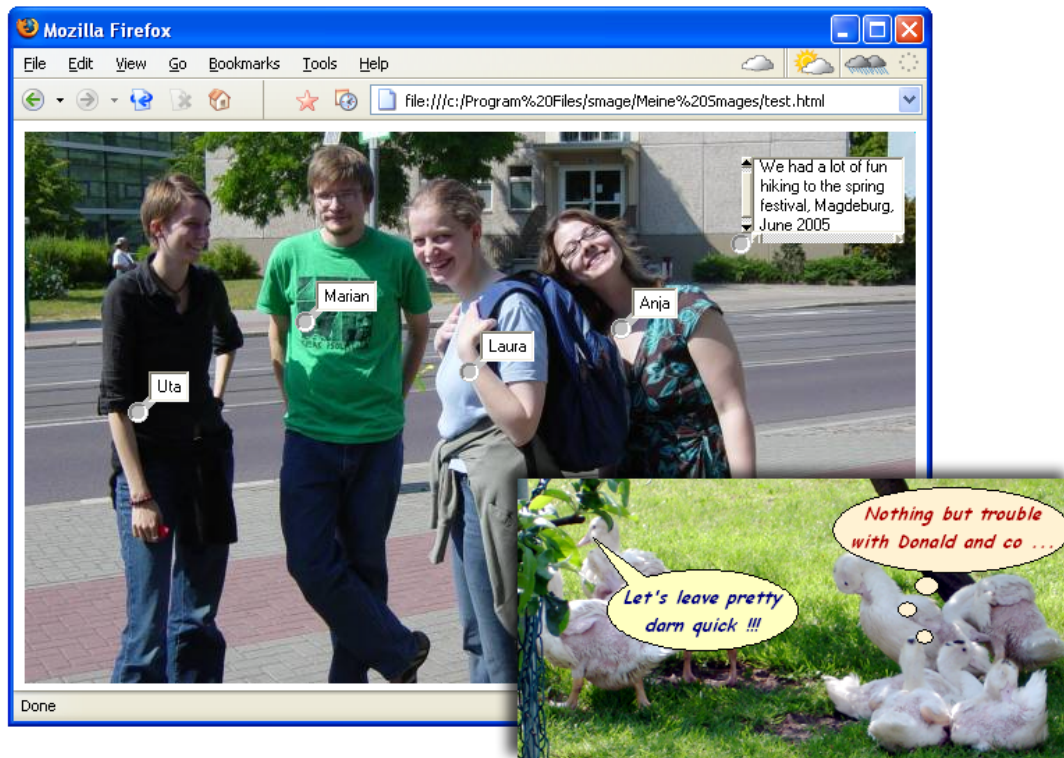 Mozilla Firefox
File Edit View Go Bookmarks Tools Help
file:///c:/Program%20Files/smage/Meine%20Smages/test.html
We had a lot of fun
hiking to the spring
festival, Magdeburg,
June 2005
Marian
Anja
Laura
Uta
Nothing but trouble
with Donald and co ...
Let's leave pretty
darn quick !!!
Done